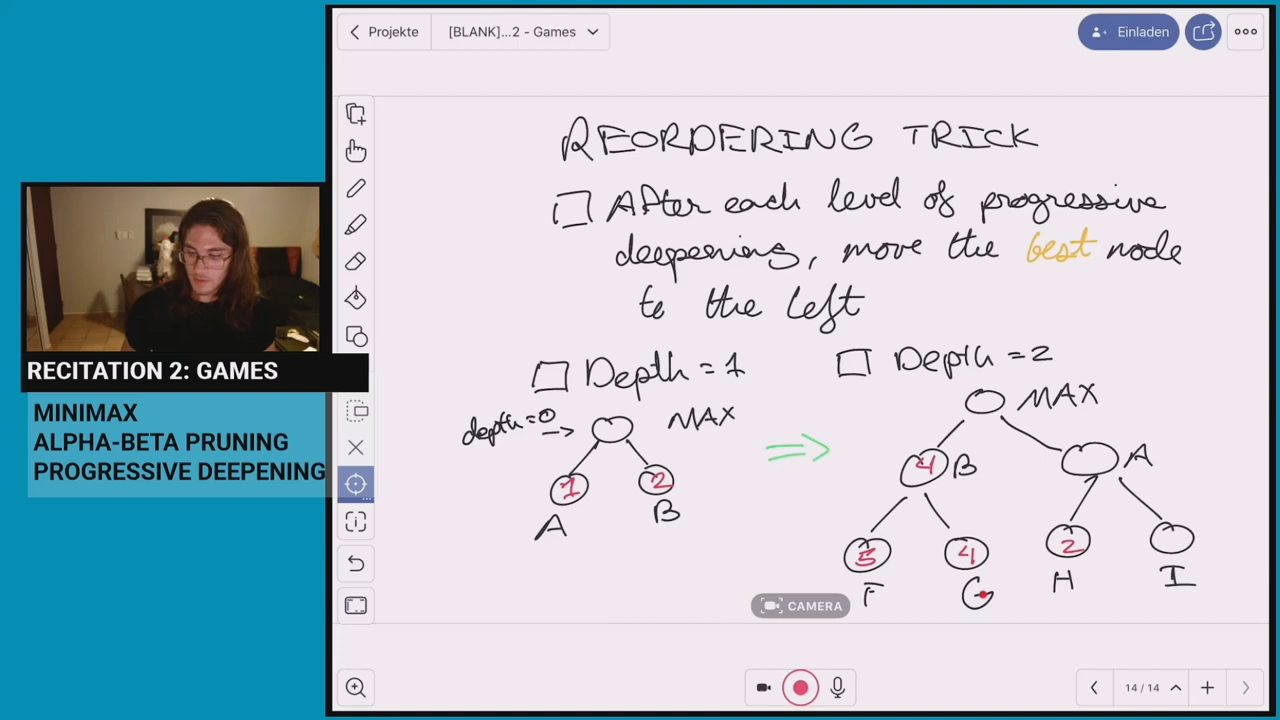 Projekte
[BLANK]...2 - Games
Einladen
REORDERING TRICK
After each level of progressive
deepening, move the best node
to the left
Depth = 1
Depth = 2
depth = 0
MAX
MAX
1
2
A
B
4
B
A
5
4
2
F
G
H
I
RECITATION 2: GAMES
MINIMAX
ALPHA-BETA PRUNING
PROGRESSIVE DEEPENING
CAMERA
14 / 14